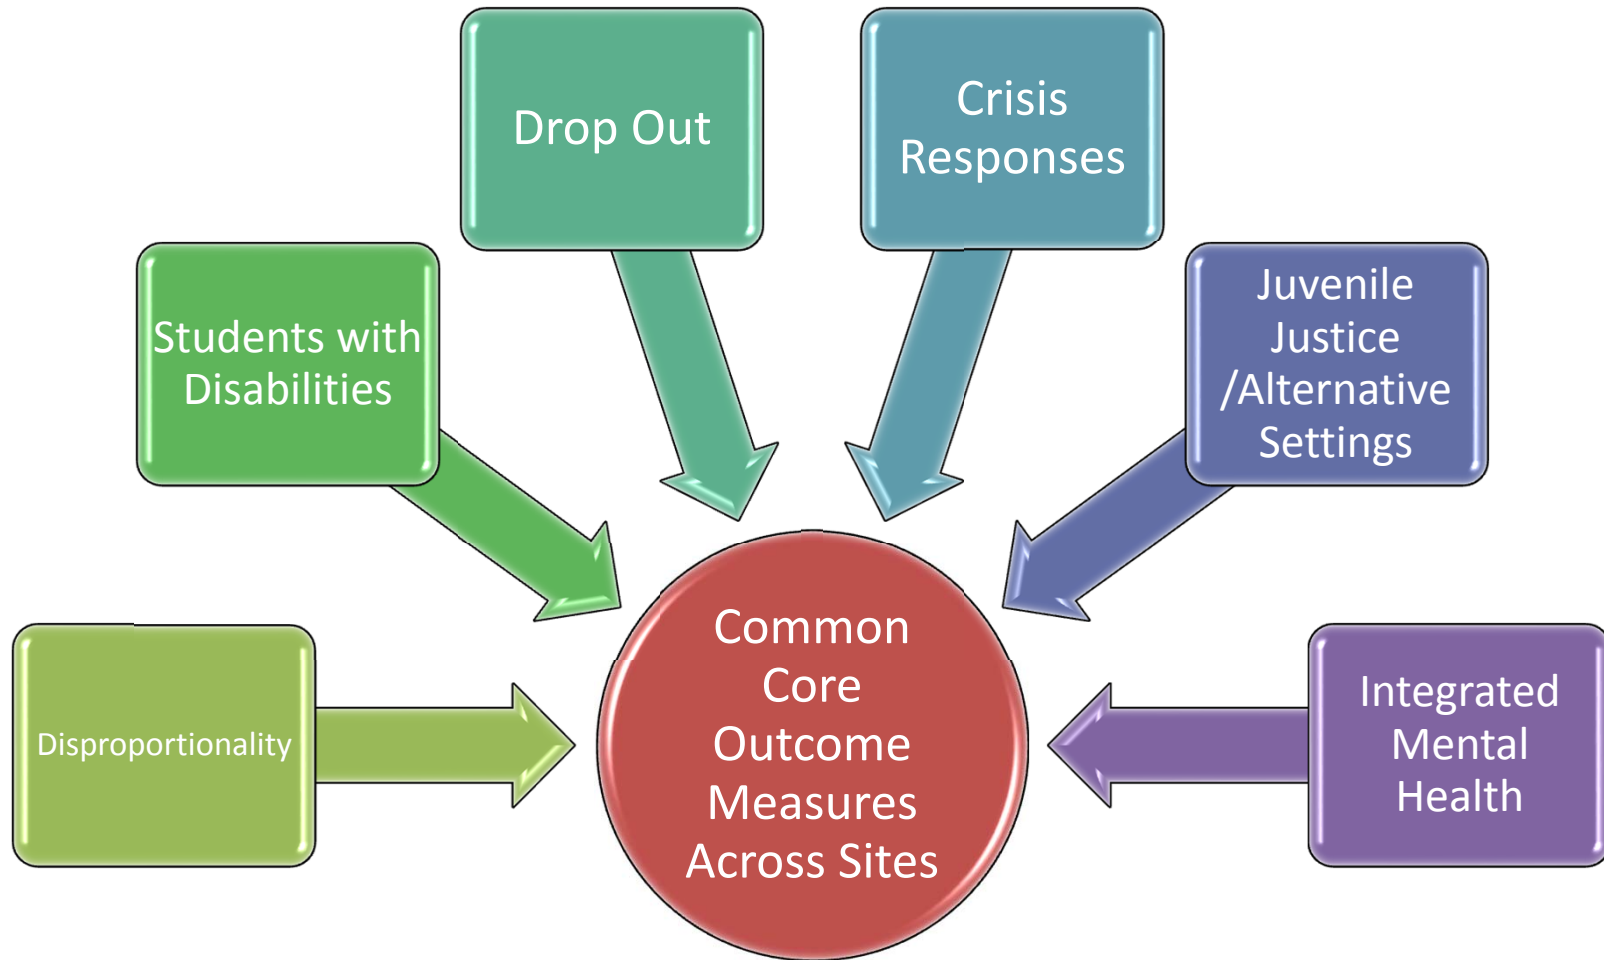 Drop Out
Crisis
Responses
Students with
Disabilities
Juvenile
Justice
/Alternative
Settings
Disproportionality
Common
Core
Outcome
Measures
Across Sites
Integrated
Mental
Health